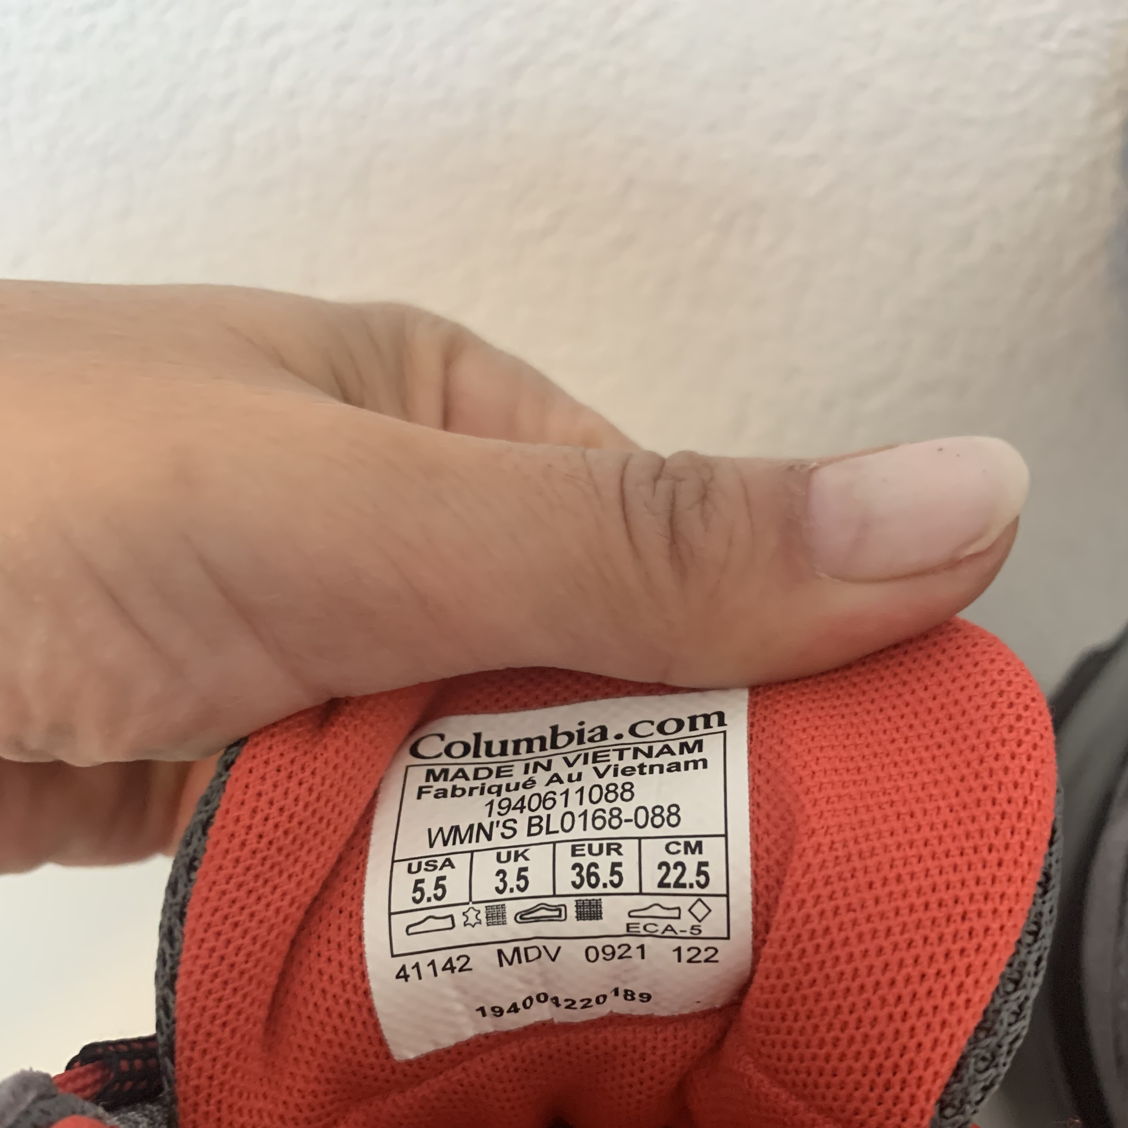 Columbia.com
MADE IN VIETNAM
Fabriqué Au Vietnam
1940611088
WMN'S BL0168-088
USA UK EUR CM
5.5 3.5 36.5 22.5
ECA-5
41142 MDV 0921 122